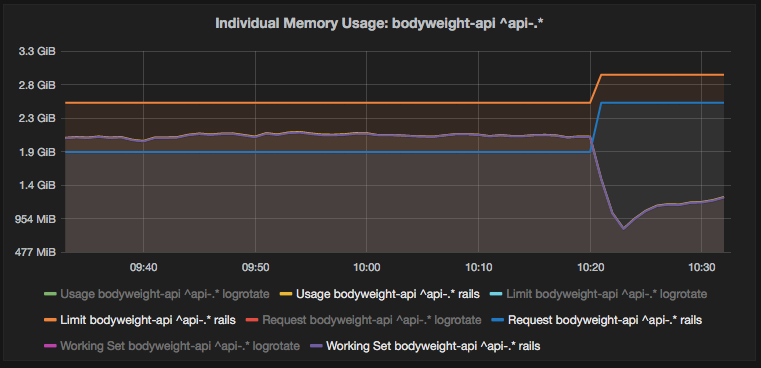 Individual Memory Usage: bodyweight-api ^api-.*
3.3 GiB
2.8 GiB
2.3 GiB
1.9 GiB
1.4 GiB
954 MiB
477 MiB
09:40 09:50 10:00 10:10 10:20 10:30
Usage bodyweight-api ^api-.* logrotate Usage bodyweight-api ^api-.* rails Limit bodyweight-api ^api-.* logrotate
Limit bodyweight-api ^api-.* rails Request bodyweight-api ^api-.* logrotate Request bodyweight-api ^api-.* rails
Working Set bodyweight-api ^api-.* logrotate Working Set bodyweight-api ^api-.* rails